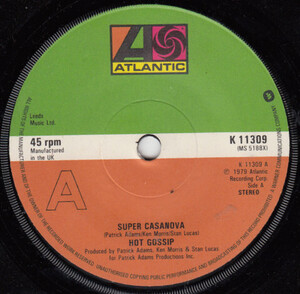 ATLANTIC
Leeds
Music Ltd.
45 rpm
Manufactured
in the UK
K 11309
(MS 5188X)
K 11309 A
℗ 1979 Atlantic
Recording Corp.
Side A
STEREO
A
SUPER CASANOVA
(Patrick Adams/Ken Morris/Stan Lucas)
HOT GOSSIP
Produced by Patrick Adams, Ken Morris & Stan Lucas
for Patrick Adams Productions Inc.